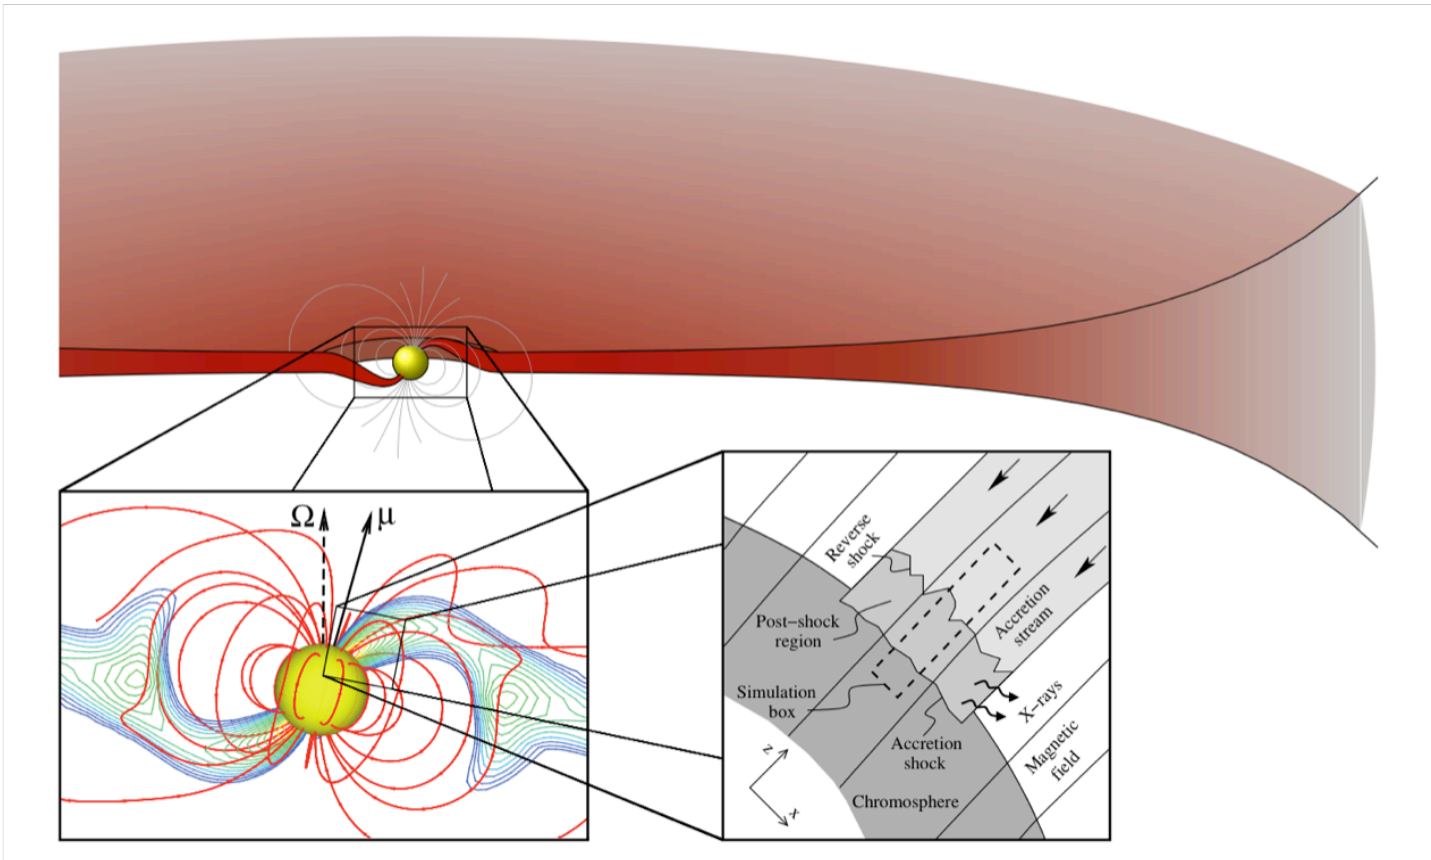 Ω
μ
Reverse
shock
Post−shock
region
Simulation
box
Accretion
stream
X−rays
Accretion
shock
Magnetic
field
Chromosphere
z
x